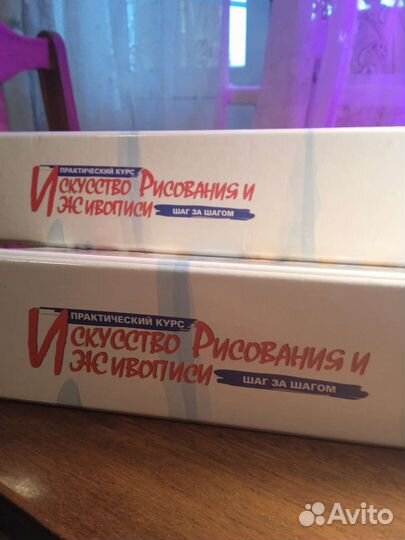 ПРАКТИЧЕСКИЙ КУРС
ИСКУССТВО РИСОВАНИЯ И
ЖИВОПИСИ ШАГ ЗА ШАГОМ
ПРАКТИЧЕСКИЙ КУРС
ИСКУССТВО РИСОВАНИЯ И
ЖИВОПИСИ ШАГ ЗА ШАГОМ
Avito